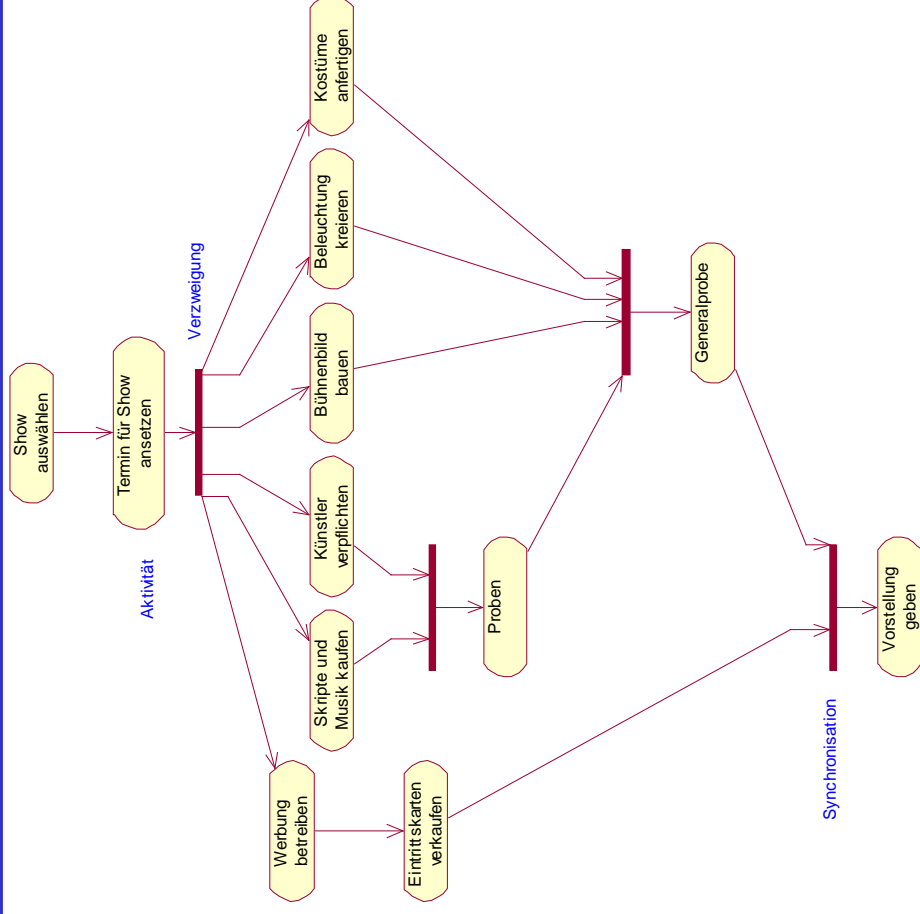 Show
auswählen
Termin für Show
ansetzen
Aktivität
Verzweigung
Kostüme
anfertigen
Beleuchtung
kreieren
Bühnenbild
bauen
Künstler
verpflichten
Skripte und
Musik kaufen
Werbung
betreiben
Eintrittskarten
verkaufen
Proben
Generalprobe
Synchronisation
Vorstellung
geben